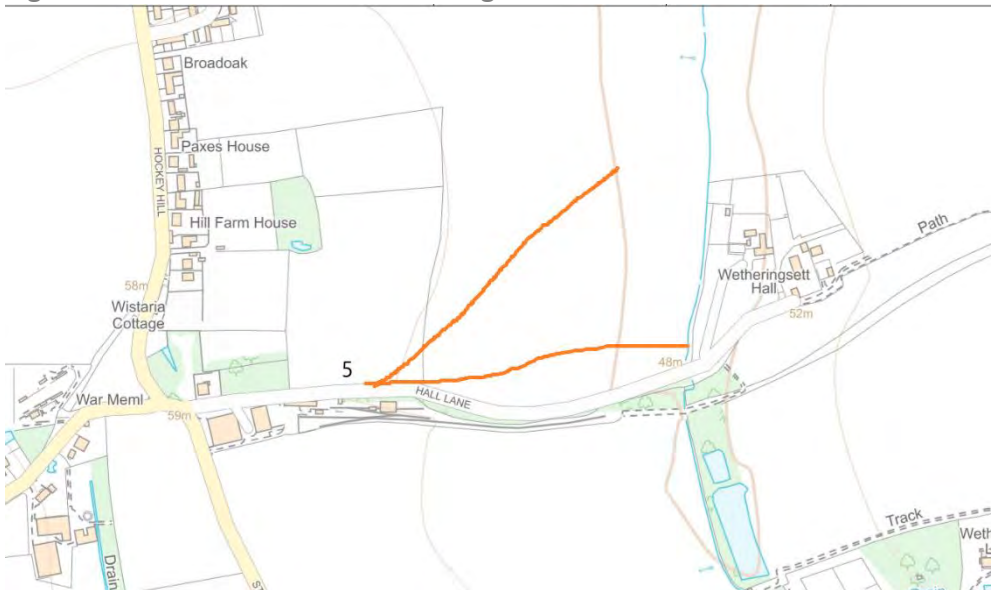 Broadoak
Paxes House
HOCKEY HILL
Hill Farm House
Path
Wetheringsett
Hall
58m
Wistaria
Cottage
52m
48m
5
HALL LANE
War Meml
59m
Track
Drain